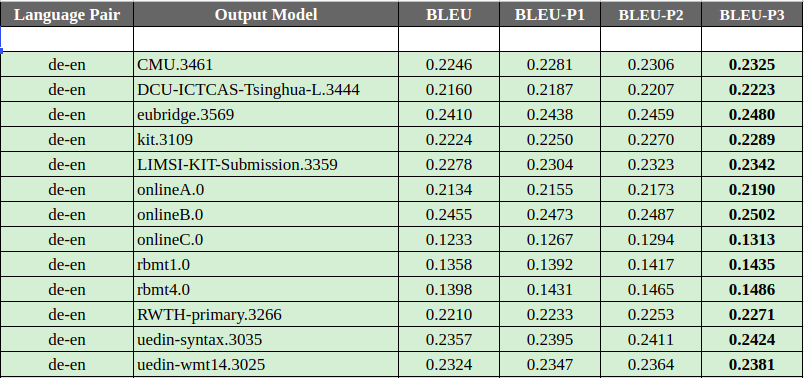 Language Pair Output Model BLEU BLEU-P1 BLEU-P2 BLEU-P3
de-en CMU.3461 0.2246 0.2281 0.2306 0.2325
de-en DCU-ICTCAS-Tsinghua-L.3444 0.2160 0.2187 0.2207 0.2223
de-en eubridge.3569 0.2410 0.2438 0.2459 0.2480
de-en kit.3109 0.2224 0.2250 0.2270 0.2289
de-en LIMSI-KIT-Submission.3359 0.2278 0.2304 0.2323 0.2342
de-en onlineA.0 0.2134 0.2155 0.2173 0.2190
de-en onlineB.0 0.2455 0.2473 0.2487 0.2502
de-en onlineC.0 0.1233 0.1267 0.1294 0.1313
de-en rbmt1.0 0.1358 0.1392 0.1417 0.1435
de-en rbmt4.0 0.1398 0.1431 0.1465 0.1486
de-en RWTH-primary.3266 0.2210 0.2233 0.2253 0.2271
de-en uedin-syntax.3035 0.2357 0.2395 0.2411 0.2424
de-en uedin-wmt14.3025 0.2324 0.2347 0.2364 0.2381